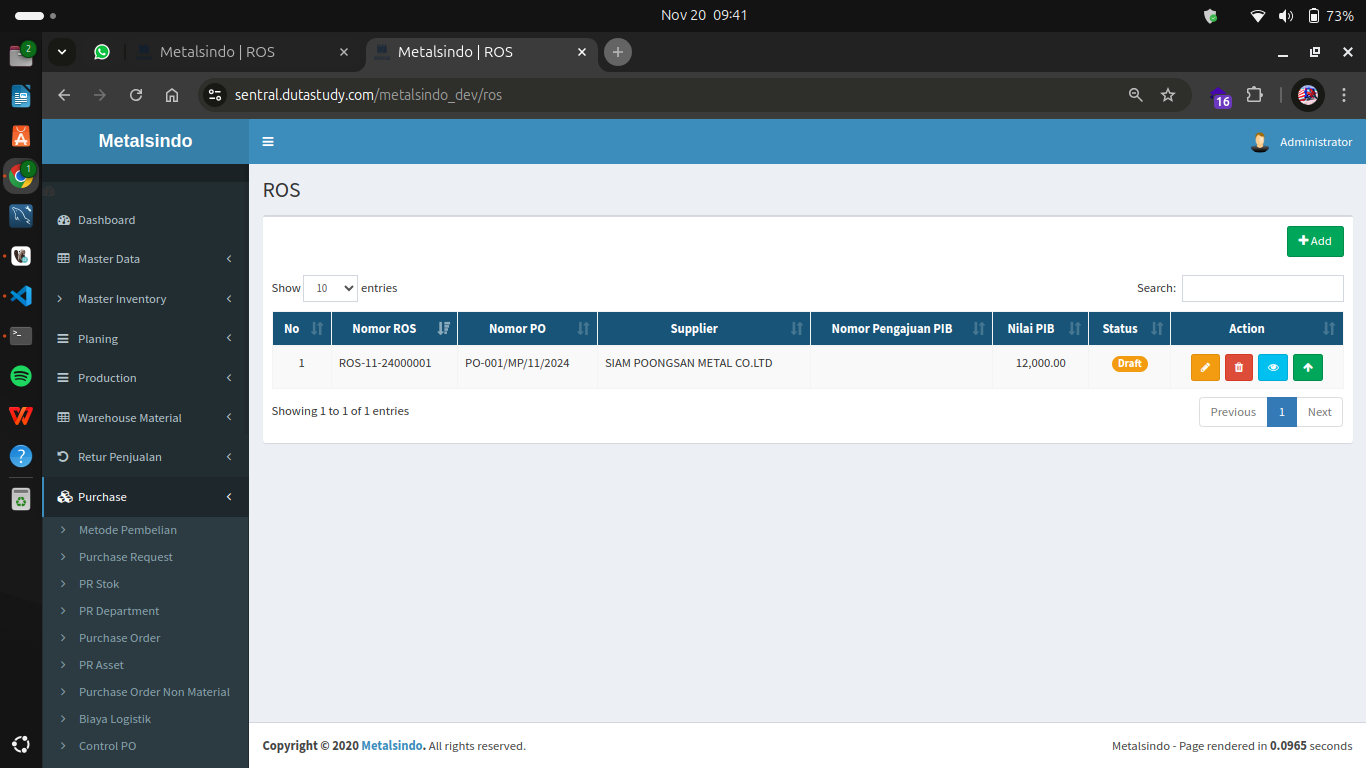 Nov 20 09:41
73%
2
Metalsindo | ROS
Metalsindo | ROS
sentral.dutastudy.com/metalsindo_dev/ros
16
1
Metalsindo
Administrator
ROS
Dashboard
Master Data
Master Inventory
Planing
Production
Warehouse Material
Retur Penjualan
Purchase
Metode Pembelian
Purchase Request
PR Stok
PR Department
Purchase Order
PR Asset
Purchase Order Non Material
Biaya Logistik
Control PO
Add
Show 10 entries
Search:
No Nomor ROS Nomor PO Supplier Nomor Pengajuan PIB Nilai PIB Status Action
1 ROS-11-24000001 PO-001/MP/11/2024 SIAM POONGSAN METAL CO.LTD 12,000.00 Draft
Showing 1 to 1 of 1 entries
Previous 1 Next
Copyright © 2020 Metalsindo. All rights reserved.
Metalsindo - Page rendered in 0.0965 seconds